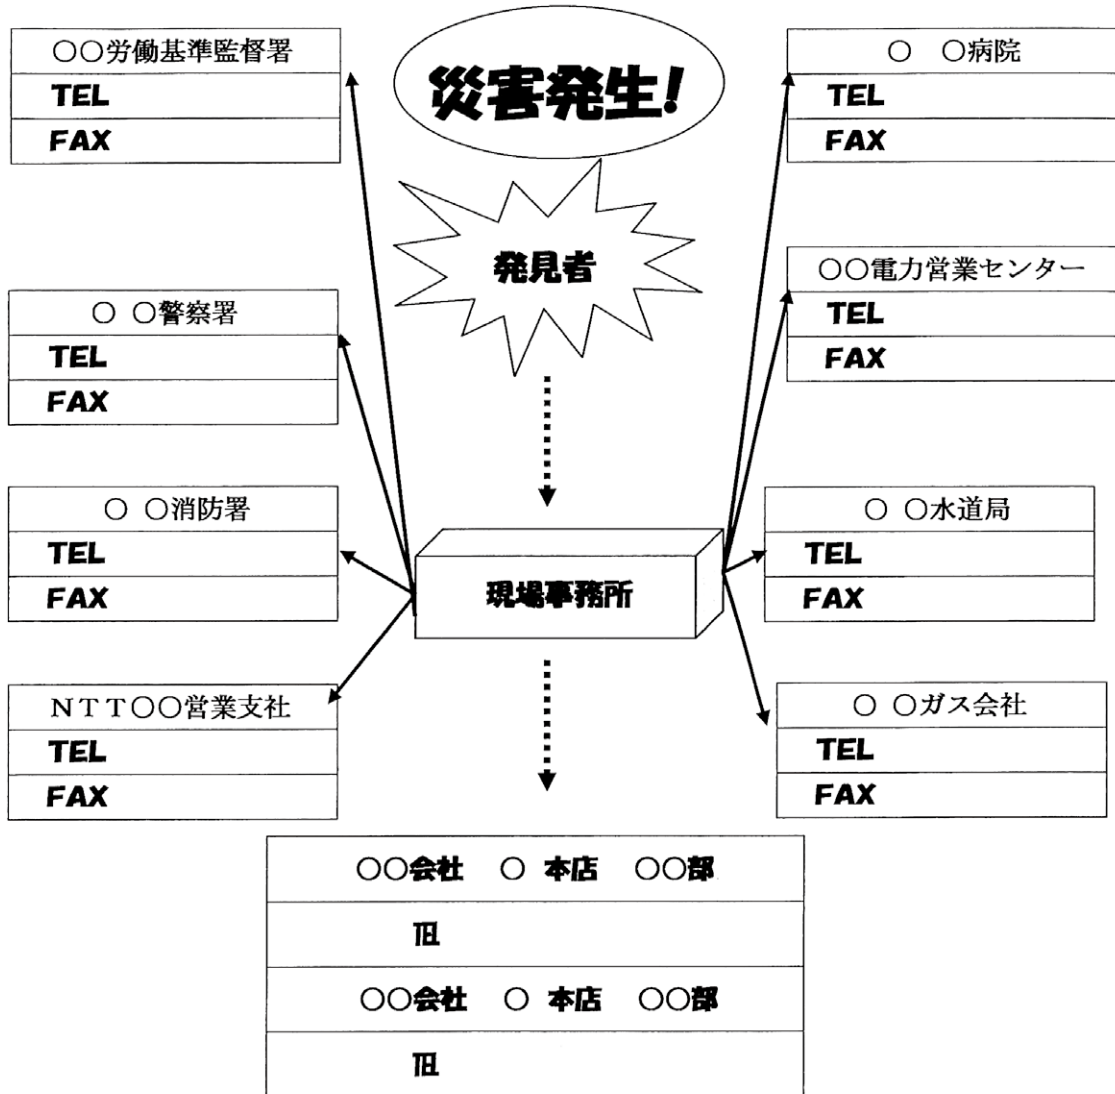 災害発生!
発見者
○○労働基準監督署
TEL
FAX
○ ○警察署
TEL
FAX
○ ○消防署
TEL
FAX
NTT○○営業支社
TEL
FAX
○ ○病院
TEL
FAX
○○電力営業センター
TEL
FAX
○ ○水道局
TEL
FAX
○ ○ガス会社
TEL
FAX
現場事務所
○○会社 ○ 本店 ○○部
TEL
○○会社 ○ 本店 ○○部
TEL